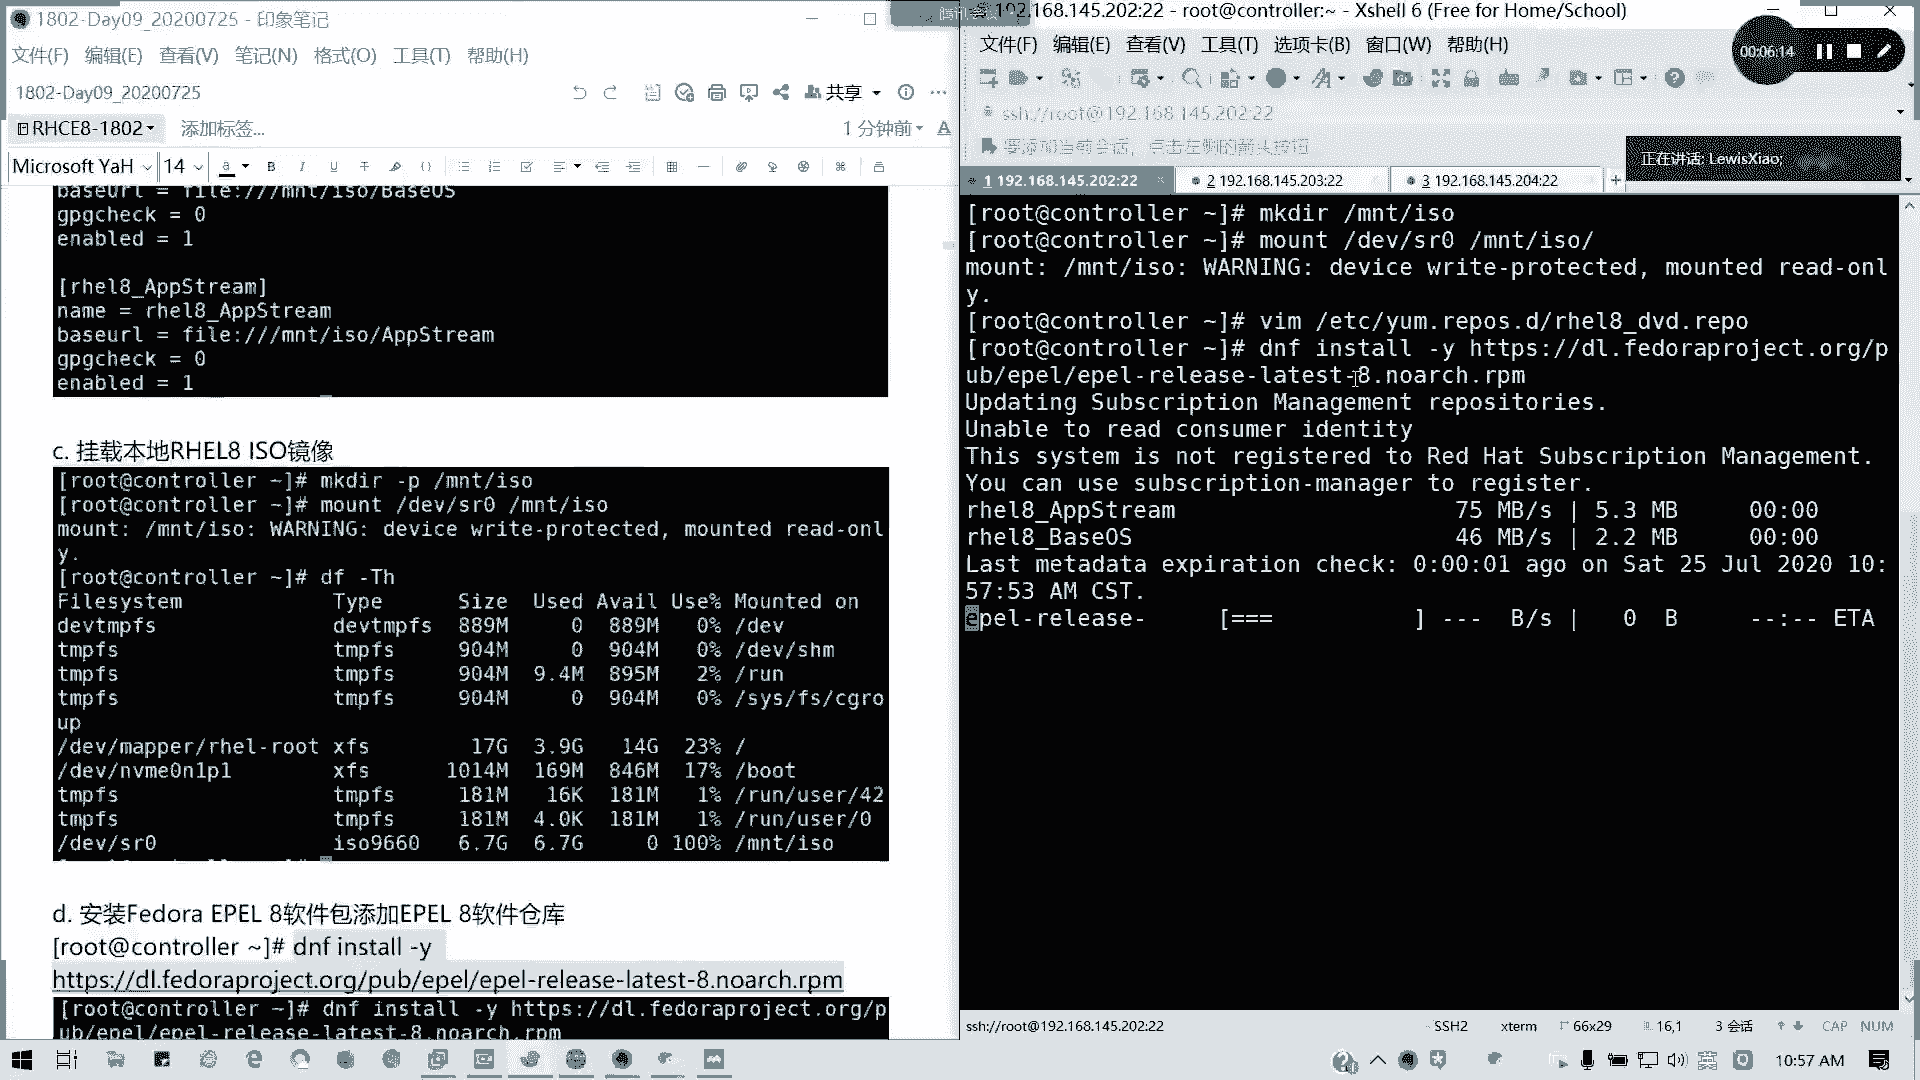 1802-Day09_20200725 - 印象笔记
文件(F) 编辑(E) 查看(V) 笔记(N) 格式(O) 工具(T) 帮助(H)
1802-Day09_20200725
共享
RHCE8-1802
添加标签...
1 分钟前
Microsoft YaH 14
baseurl = file:///mnt/iso/BaseOS
gpgcheck = 0
enabled = 1
[rhel8_AppStream]
name = rhel8_AppStream
baseurl = file:///mnt/iso/AppStream
gpgcheck = 0
enabled = 1
c. 挂载本地RHEL8 ISO镜像
[root@controller ~]# mkdir -p /mnt/iso
[root@controller ~]# mount /dev/sr0 /mnt/iso
mount: /mnt/iso: WARNING: device write-protected, mounted read-onl
y.
[root@controller ~]# df -Th
Filesystem Type Size Used Avail Use% Mounted on
devtmpfs devtmpfs 889M 0 889M 0% /dev
tmpfs tmpfs 904M 0 904M 0% /dev/shm
tmpfs tmpfs 904M 9.4M 895M 2% /run
tmpfs tmpfs 904M 0 904M 0% /sys/fs/cgro
up
/dev/mapper/rhel-root xfs 17G 3.9G 14G 23% /
/dev/nvme0n1p1 xfs 1014M 169M 846M 17% /boot
tmpfs tmpfs 181M 16K 181M 1% /run/user/42
tmpfs tmpfs 181M 4.0K 181M 1% /run/user/0
/dev/sr0 iso9660 6.7G 6.7G 0 100% /mnt/iso
d. 安装Fedora EPEL 8软件包添加EPEL 8软件仓库
[root@controller ~]# dnf install -y
https://dl.fedoraproject.org/pub/epel/epel-release-latest-8.noarch.rpm
[root@controller ~]# dnf install -y https://dl.fedoraproject.org/p
ub/epel/epel-release-latest-8.noarch.rpm
192.168.145.202:22 - root@controller:~ - Xshell 6 (Free for Home/School)
文件(F) 编辑(E) 查看(V) 工具(T) 选项卡(B) 窗口(W) 帮助(H)
00:06:14
ssh://root@192.168.145.202:22
要添加当前会话，点击左侧的箭头按钮
正在讲话: LewisXiao;
1 192.168.145.202:22
2 192.168.145.203:22
3 192.168.145.204:22
[root@controller ~]# mkdir /mnt/iso
[root@controller ~]# mount /dev/sr0 /mnt/iso/
mount: /mnt/iso: WARNING: device write-protected, mounted read-onl
y.
[root@controller ~]# vim /etc/yum.repos.d/rhel8_dvd.repo
[root@controller ~]# dnf install -y https://dl.fedoraproject.org/p
ub/epel/epel-release-latest-8.noarch.rpm
Updating Subscription Management repositories.
Unable to read consumer identity
This system is not registered to Red Hat Subscription Management.
You can use subscription-manager to register.
rhel8_AppStream 75 MB/s | 5.3 MB 00:00
rhel8_BaseOS 46 MB/s | 2.2 MB 00:00
Last metadata expiration check: 0:00:01 ago on Sat 25 Jul 2020 10:
57:53 AM CST.
epel-release- [=== ] --- B/s | 0 B --:-- ETA
ssh://root@192.168.145.202:22 SSH2 xterm 66x29 16,1 3 会话 CAP NUM
10:57 AM